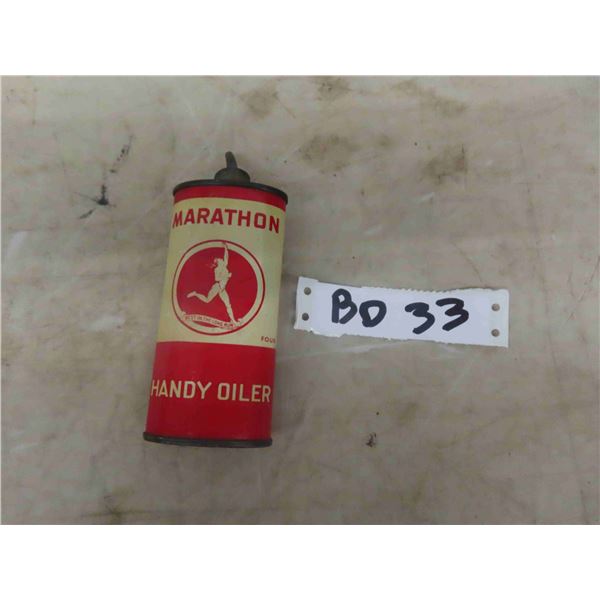 MARATHON
BEST IN THE LONG RUN
FOUR
HANDY OILER
BD 33